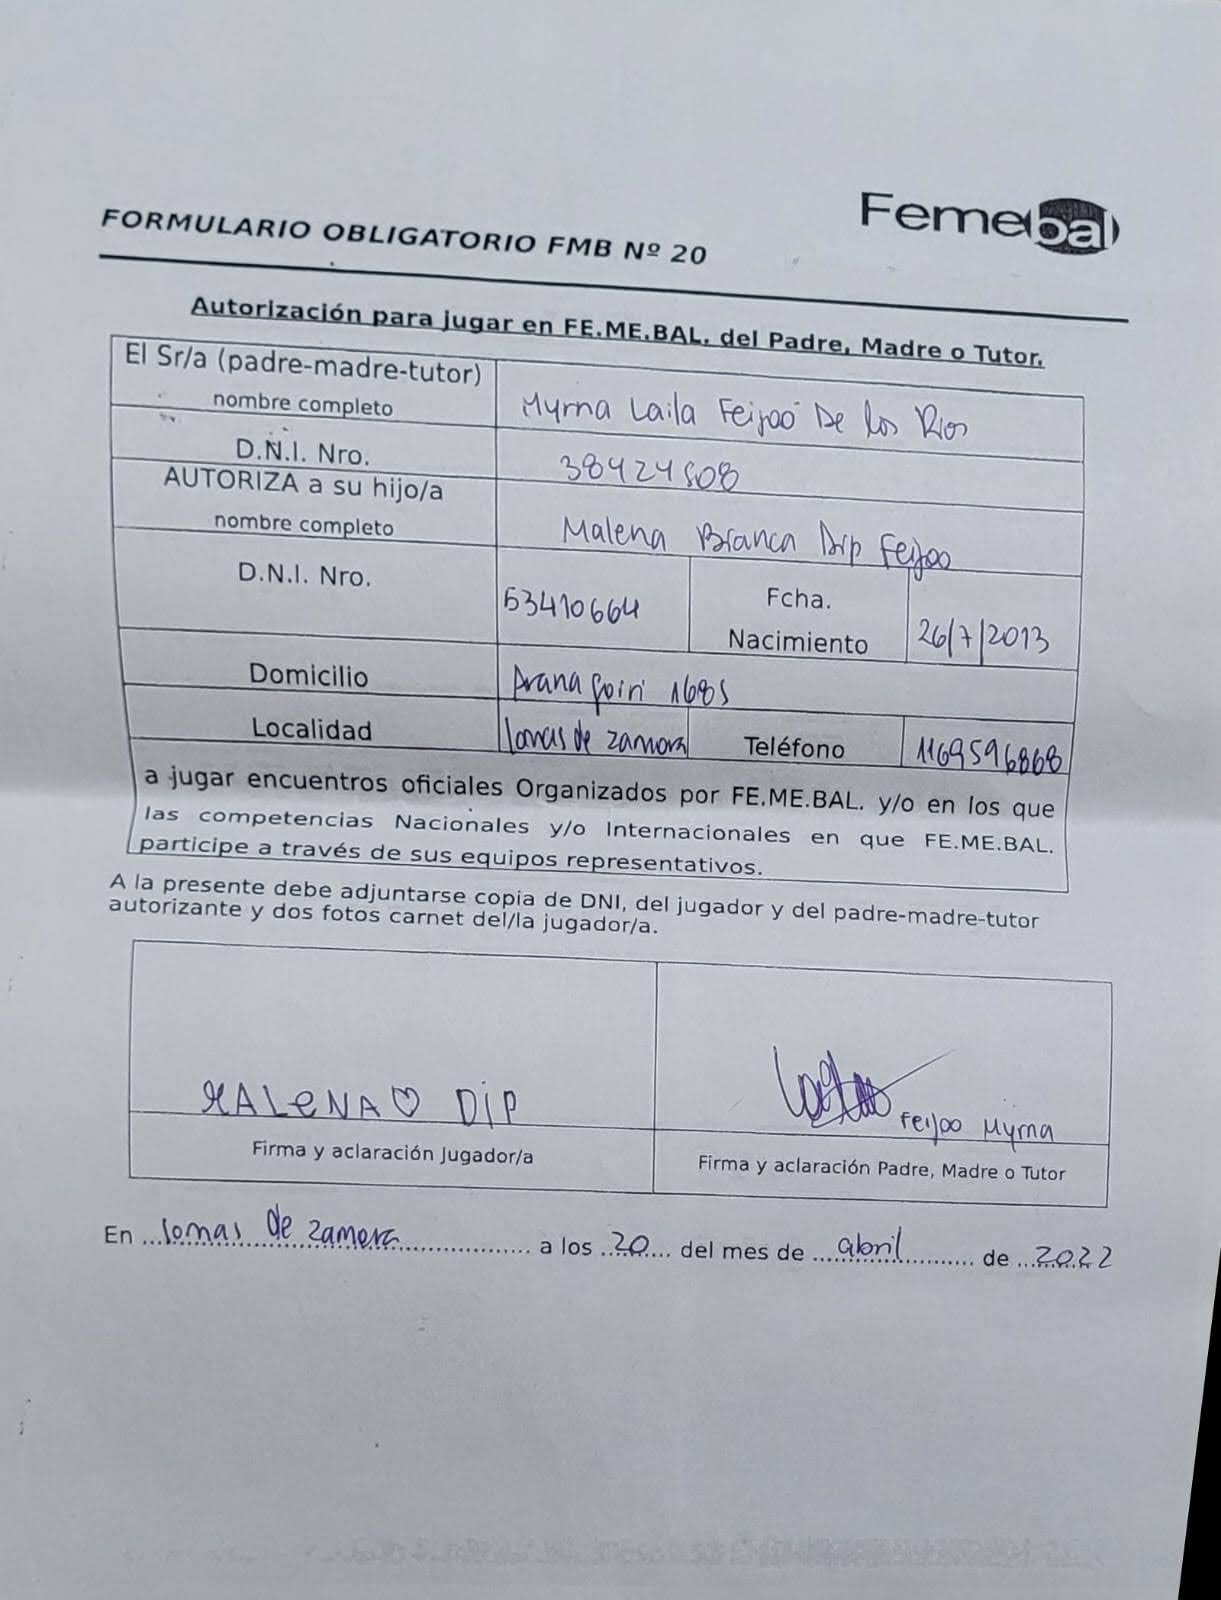 Femebal
FORMULARIO OBLIGATORIO FMB Nº 20
Autorización para jugar en FE.ME.BAL. del Padre, Madre o Tutor.
El Sr/a (padre-madre-tutor)
nombre completo
Myrna Laila Feijoó De los Rios
D.N.I. Nro.
38424508
AUTORIZA a su hijo/a
nombre completo
Malena Branca Dip Feijoo
D.N.I. Nro.
53410664
Fcha.
Nacimiento
26/7/2013
Domicilio
Arana goiri 1685
Localidad
lomas de zamora
Teléfono
1169596868
a jugar encuentros oficiales Organizados por FE.ME.BAL. y/o en los que
las competencias Nacionales y/o Internacionales en que FE.ME.BAL.
participe a través de sus equipos representativos.
A la presente debe adjuntarse copia de DNI, del jugador y del padre-madre-tutor
autorizante y dos fotos carnet del/la jugador/a.
MALENA♡ DIP
Feijoo Myrna
Firma y aclaración Jugador/a
Firma y aclaración Padre, Madre o Tutor
En lomas de zamora a los 20 del mes de abril de 2022